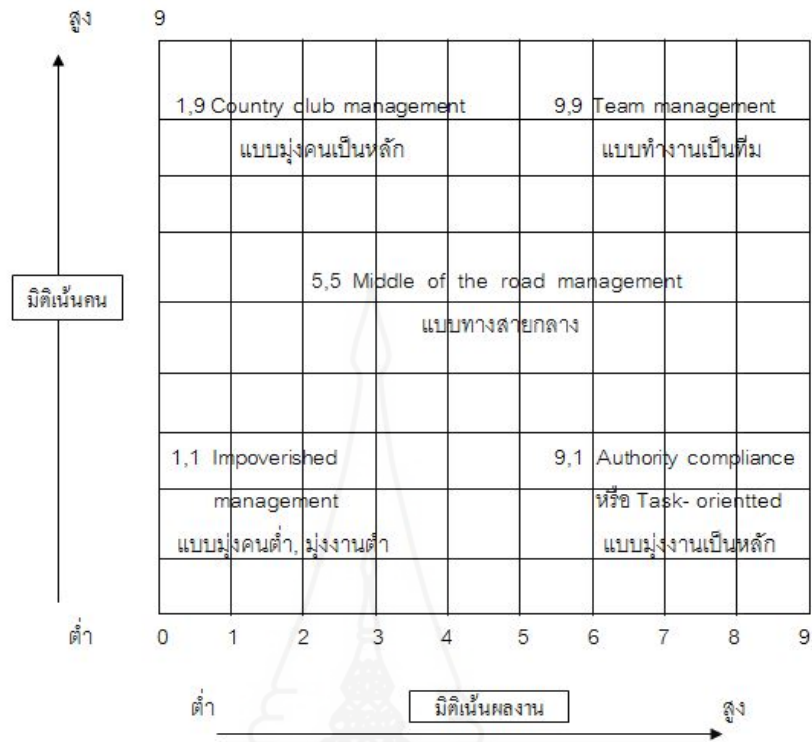 สูง 9
1,9 Country club management 9,9 Team management
แบบมุ่งคนเป็นหลัก แบบทำงานเป็นทีม
5,5 Middle of the road management
มิติเน้นคน
แบบทางสายกลาง
1,1 Impoverished 9,1 Authority compliance
management หรือ Task- orientted
แบบมุ่งคนต่ำ, มุ่งงานตำ แบบมุ่งงานเป็นหลัก
ต่ำ 0 1 2 3 4 5 6 7 8 9
ต่ำ มิติเน้นผลงาน สูง